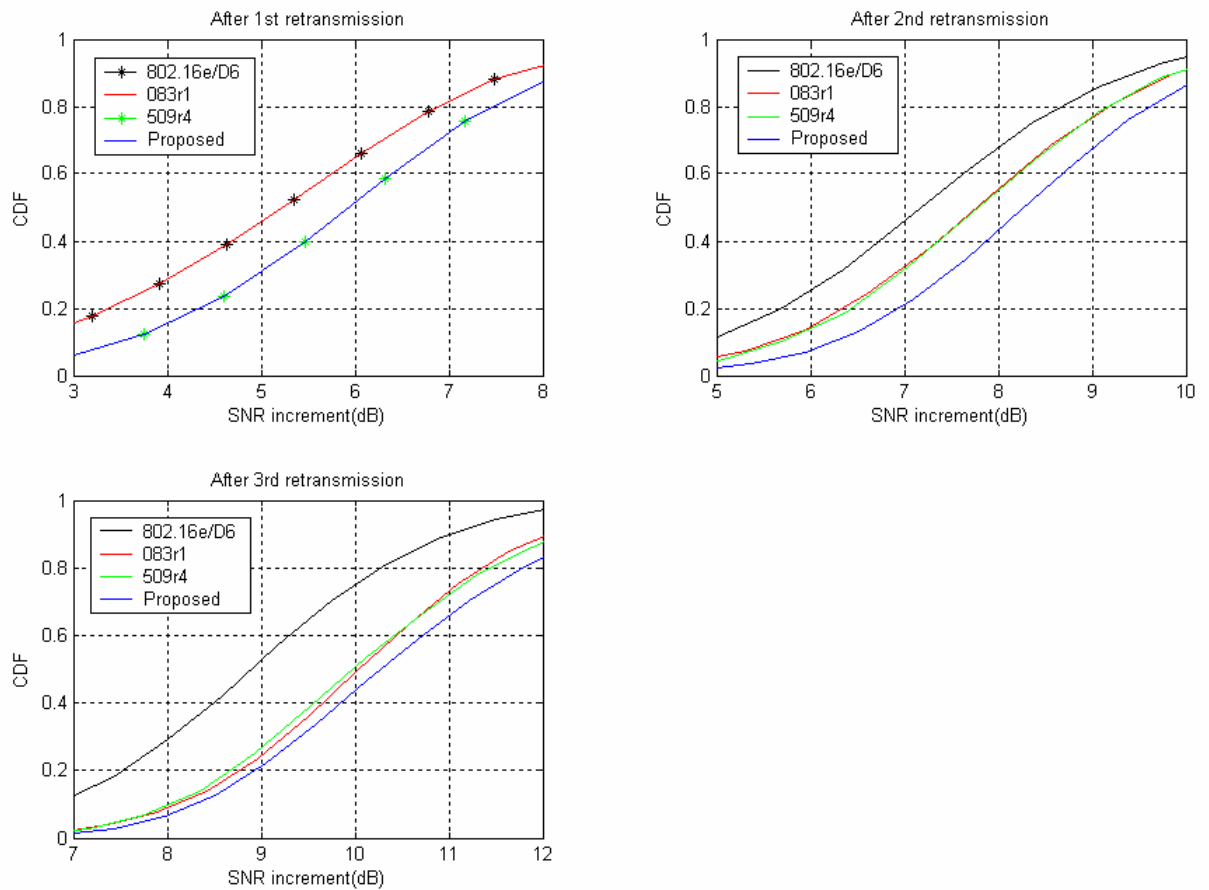 After 1st retransmission
1
0.8
0.6
0.4
0.2
0
CDF
802.16e/D6
083r1
509r4
Proposed
3 4 5 6 7 8
SNR increment(dB)
After 2nd retransmission
1
0.8
0.6
0.4
0.2
0
CDF
802.16e/D6
083r1
509r4
Proposed
5 6 7 8 9 10
SNR increment(dB)
After 3rd retransmission
1
0.8
0.6
0.4
0.2
0
CDF
802.16e/D6
083r1
509r4
Proposed
7 8 9 10 11 12
SNR increment(dB)